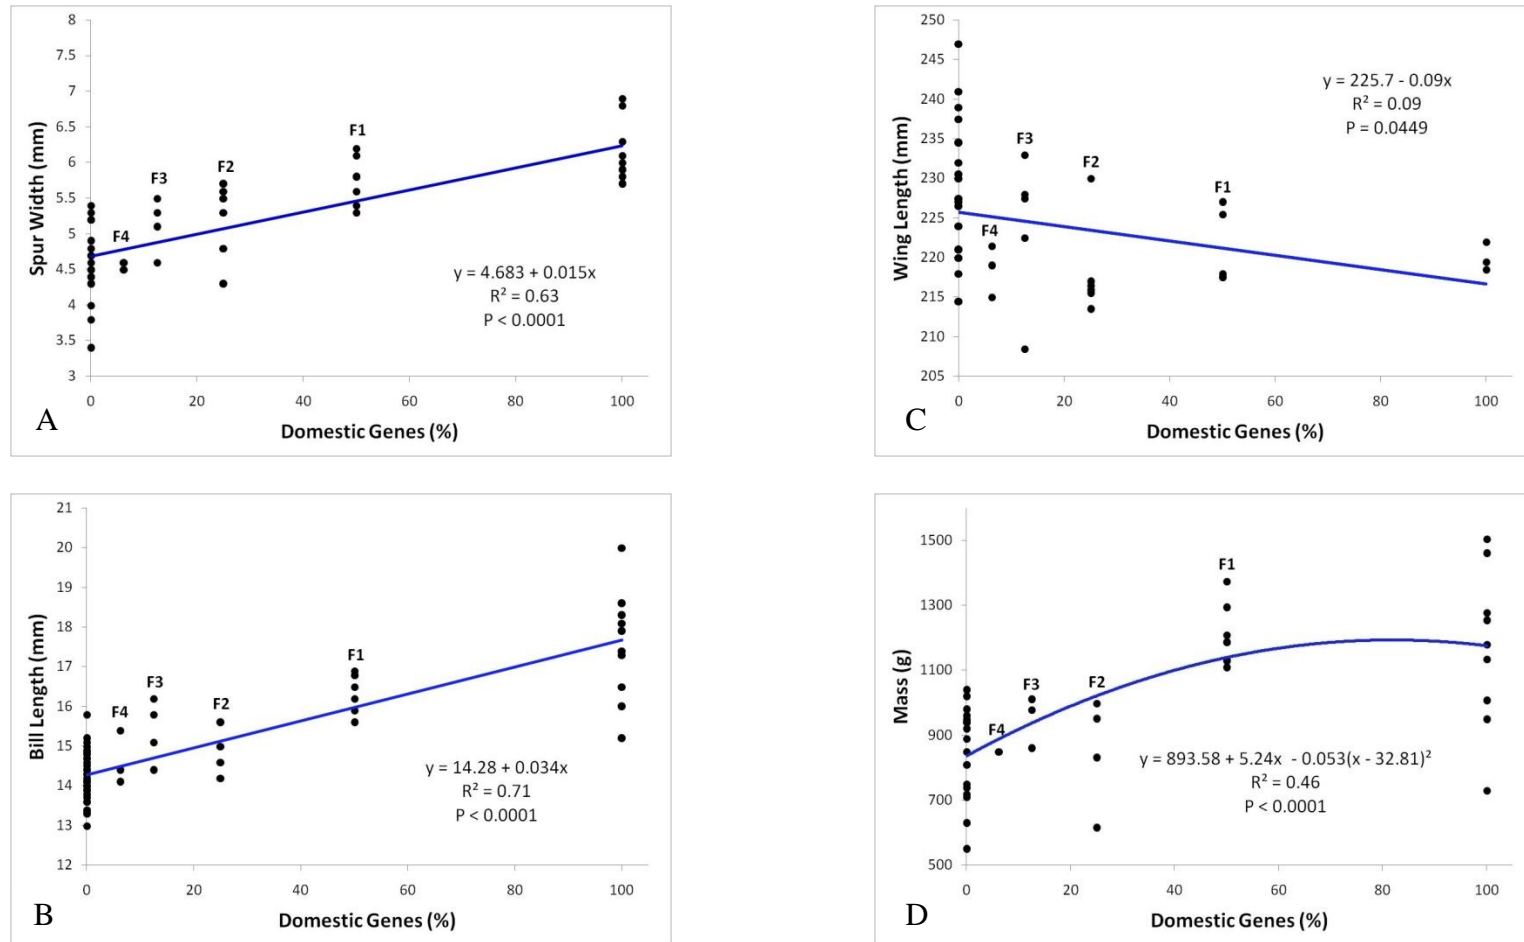 8
7.5
7
6.5
6
5.5
5
4.5
4
3.5
3
Spur Width (mm)
F4
F3
F2
F1
y = 4.683 + 0.015x
R² = 0.63
P < 0.0001
0 20 40 60 80 100
Domestic Genes (%)
A
250
245
240
235
230
225
220
215
210
205
Wing Length (mm)
F4
F3
F2
F1
y = 225.7 - 0.09x
R² = 0.09
P = 0.0449
0 20 40 60 80 100
Domestic Genes (%)
C
21
20
19
18
17
16
15
14
13
12
Bill Length (mm)
F4
F3
F2
F1
y = 14.28 + 0.034x
R² = 0.71
P < 0.0001
0 20 40 60 80 100
Domestic Genes (%)
B
1500
1300
1100
900
700
500
Mass (g)
F4
F3
F2
F1
y = 893.58 + 5.24x - 0.053(x - 32.81)²
R² = 0.46
P < 0.0001
0 20 40 60 80 100
Domestic Genes (%)
D